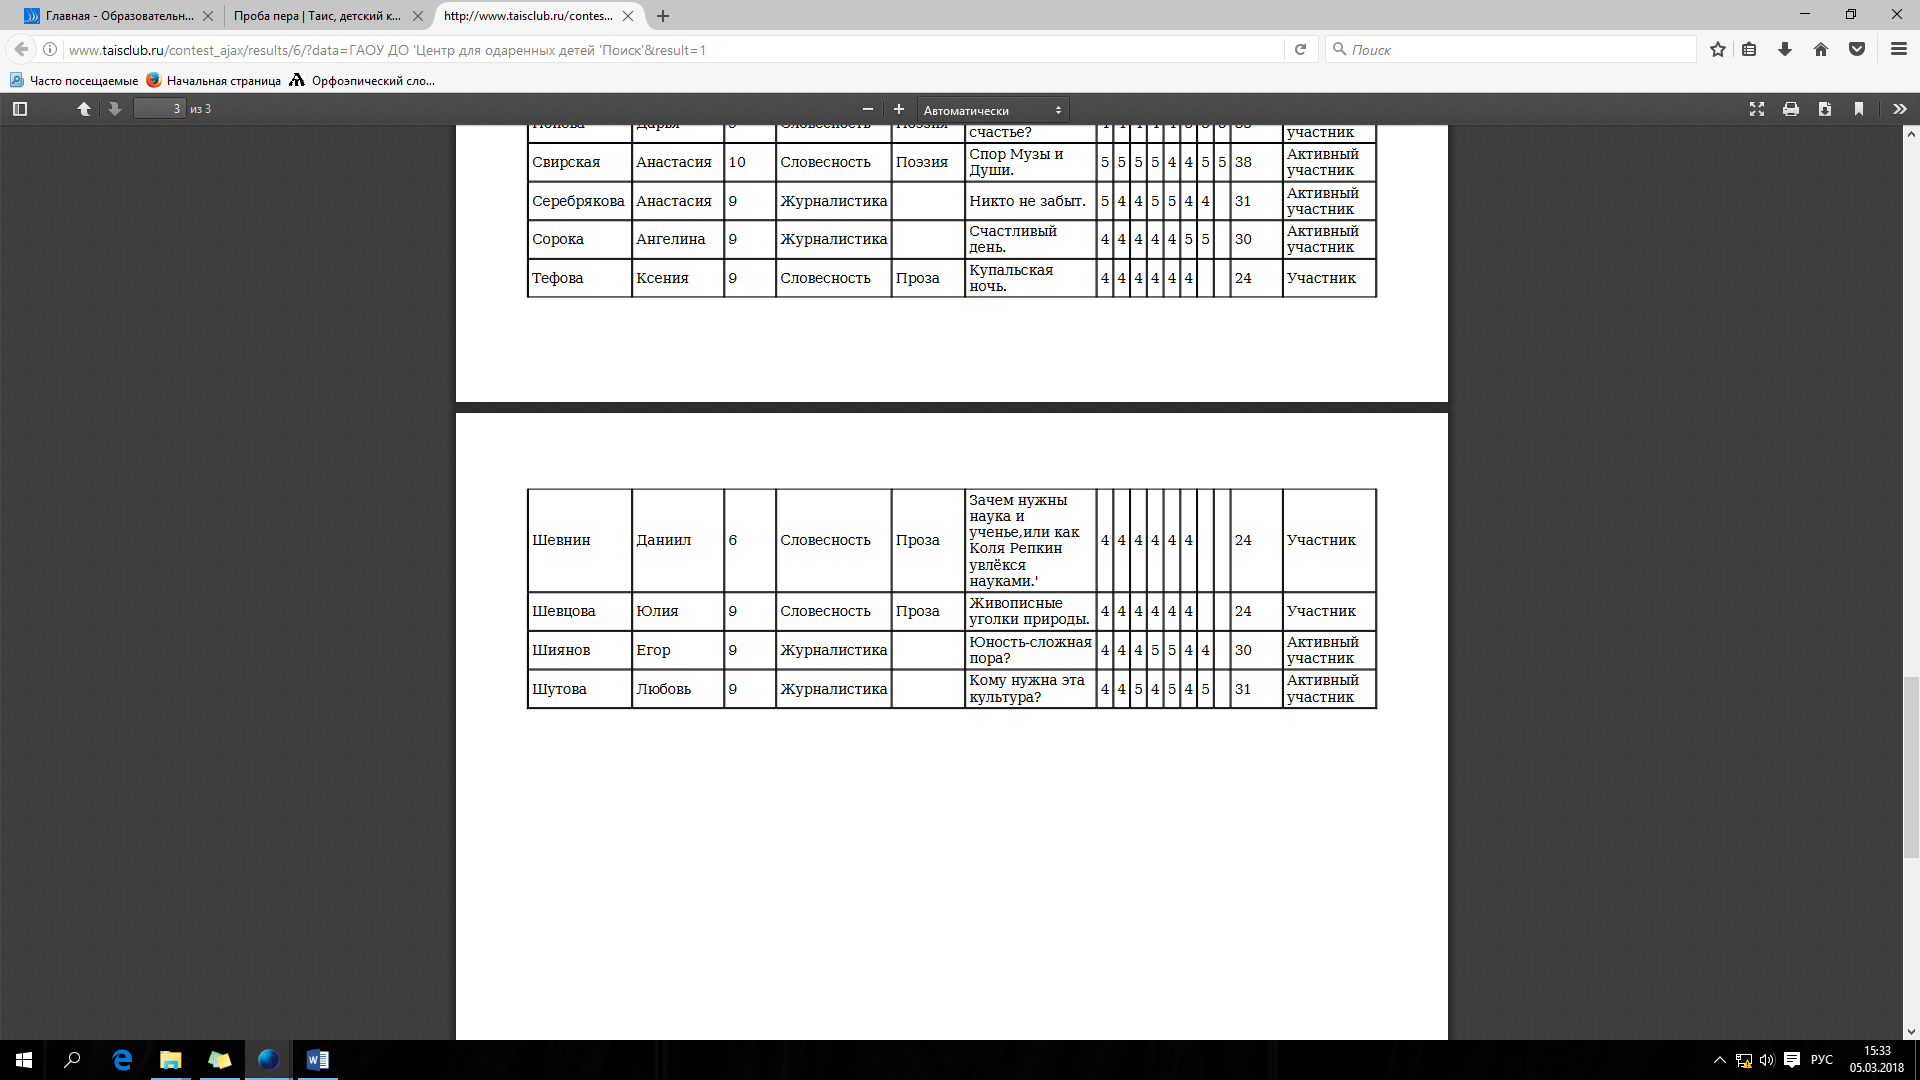 Главная - Образовательн...
Проба пера | Таис, детский к...
http://www.taisclub.ru/contes...
www.taisclub.ru/contest_ajax/results/6/?data=ГАОУ ДО 'Центр для одаренных детей 'Поиск'&result=1
Поиск
Часто посещаемые
Начальная страница
Орфоэпический сло...
3 из 3
Автоматически
счастье? участник
Свирская Анастасия 10 Словесность Поэзия Спор Музы и Души. 5 5 5 5 4 4 5 5 38 Активный участник
Серебрякова Анастасия 9 Журналистика Никто не забыт. 5 4 4 5 5 4 4 31 Активный участник
Сорока Ангелина 9 Журналистика Счастливый день. 4 4 4 4 4 5 5 30 Активный участник
Тефова Ксения 9 Словесность Проза Купальская ночь. 4 4 4 4 4 4 24 Участник
Шевнин Даниил 6 Словесность Проза Зачем нужны наука и ученье,или как Коля Репкин увлёкся науками.' 4 4 4 4 4 4 24 Участник
Шевцова Юлия 9 Словесность Проза Живописные уголки природы. 4 4 4 4 4 4 24 Участник
Шиянов Егор 9 Журналистика Юность-сложная пора? 4 4 4 5 5 4 4 30 Активный участник
Шутова Любовь 9 Журналистика Кому нужна эта культура? 4 4 5 4 5 4 5 31 Активный участник
РУС
15:33
05.03.2018